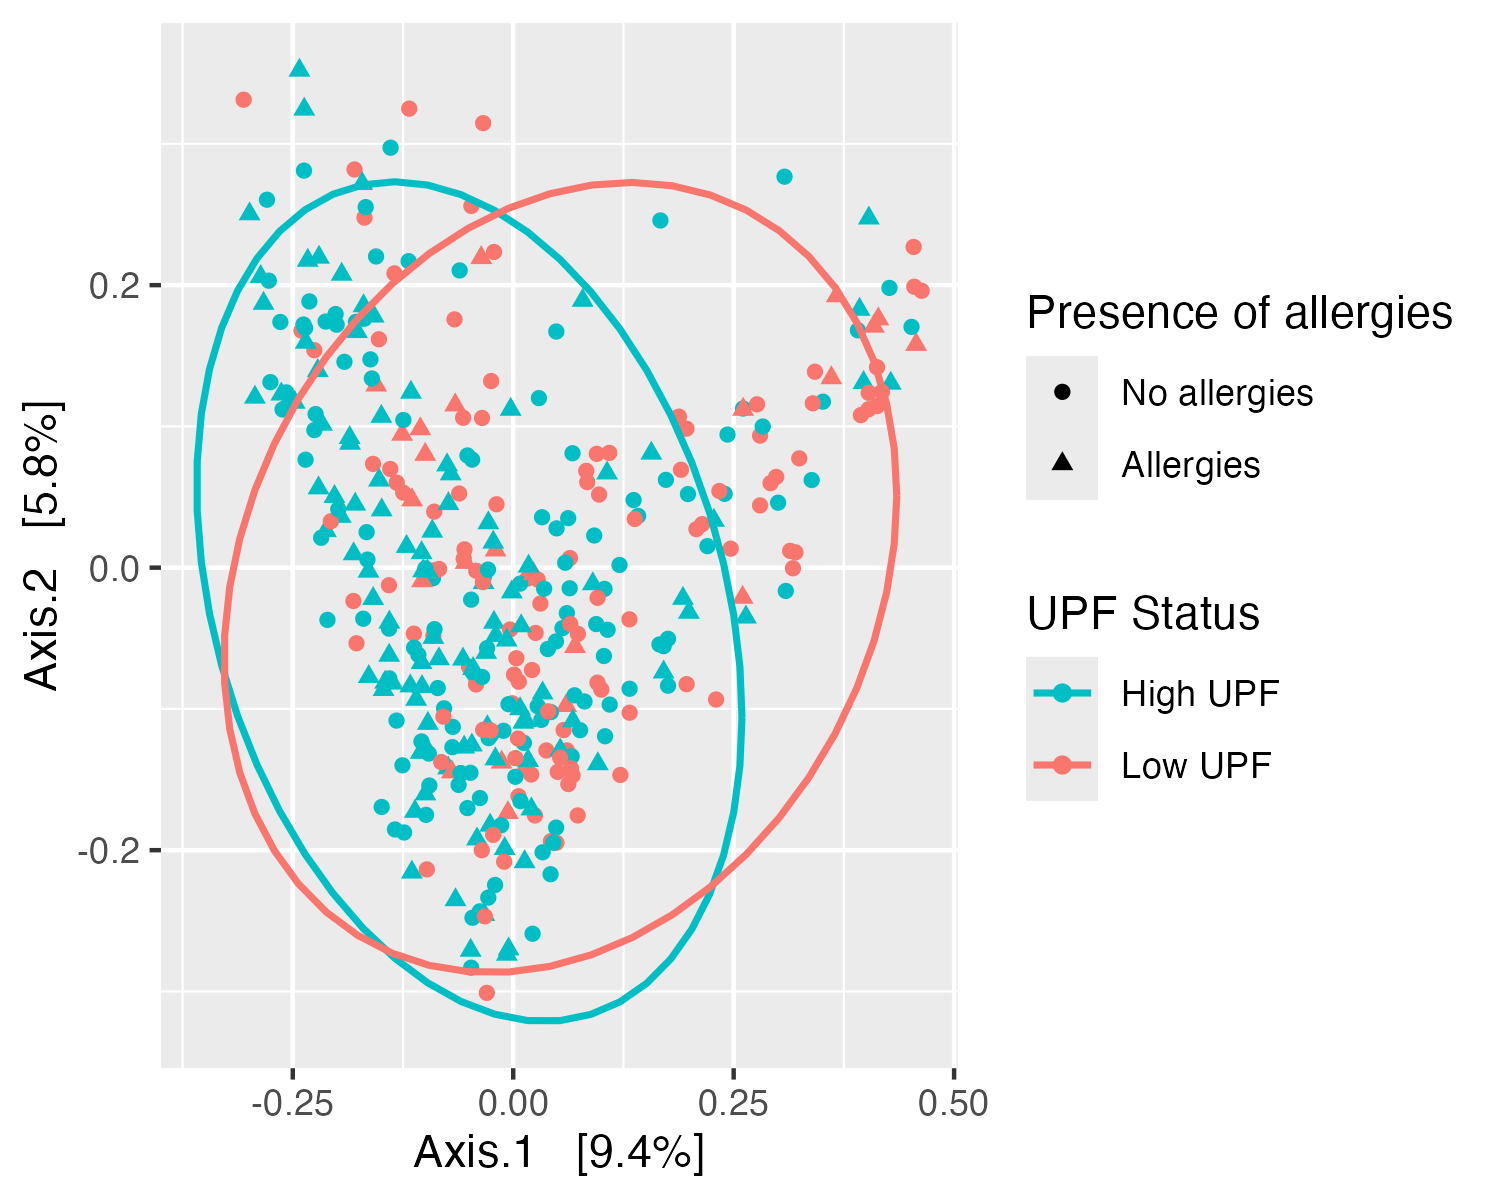 0.2
0.0
-0.2
Axis.2 [5.8%]
-0.25
0.00
0.25
0.50
Axis.1 [9.4%]
Presence of allergies
No allergies
Allergies
UPF Status
High UPF
Low UPF